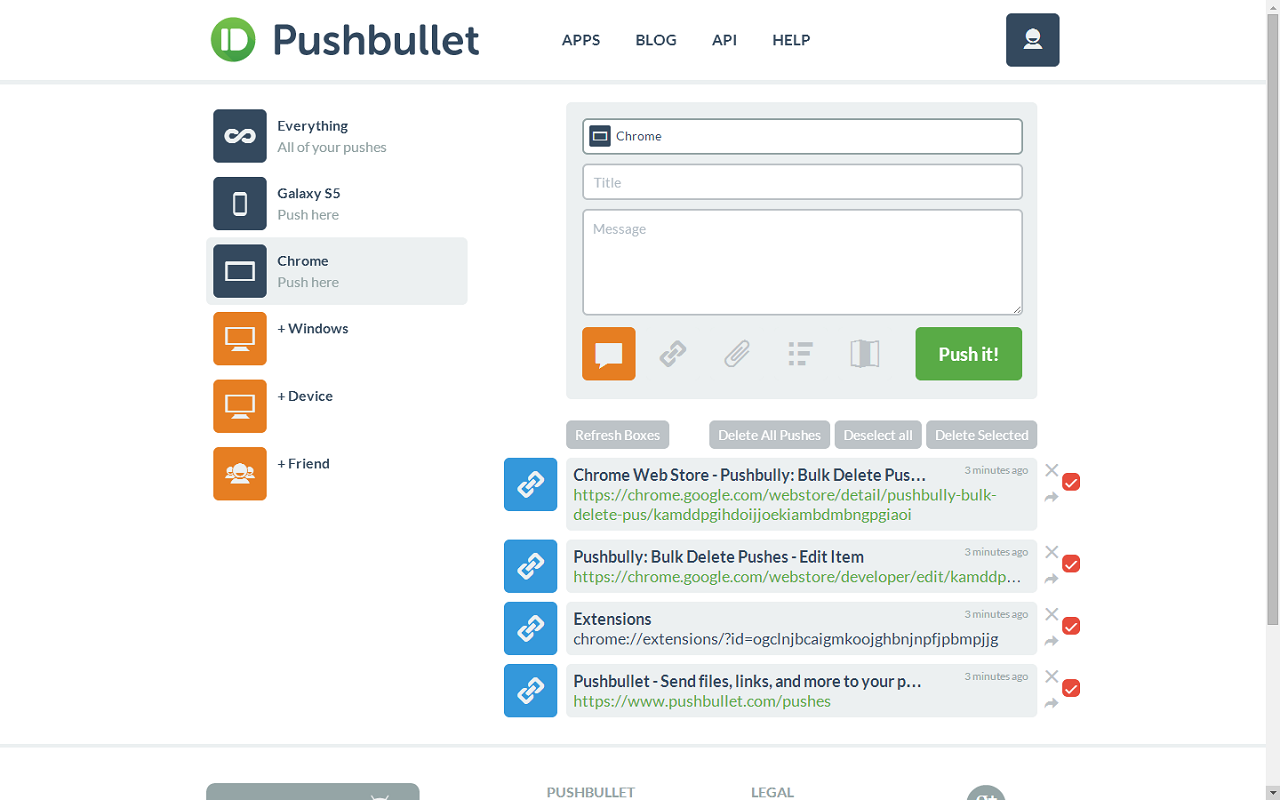 Pushbullet
APPS BLOG API HELP
Everything
All of your pushes
Galaxy S5
Push here
Chrome
Push here
+ Windows
+ Device
+ Friend
Chrome
Title
Message
Push it!
Refresh Boxes Delete All Pushes Deselect all Delete Selected
Chrome Web Store - Pushbully: Bulk Delete Pus... 3 minutes ago
https://chrome.google.com/webstore/detail/pushbully-bulk-
delete-pus/kamddpgihdoijjoekiambdmbngpgiaoi
Pushbully: Bulk Delete Pushes - Edit Item 3 minutes ago
https://chrome.google.com/webstore/developer/edit/kamddp...
Extensions 3 minutes ago
chrome://extensions/?id=ogclnjbcaigmkoojghbnjnpfjpbmpjjg
Pushbullet - Send files, links, and more to your p... 3 minutes ago
https://www.pushbullet.com/pushes
PUSHBULLET LEGAL